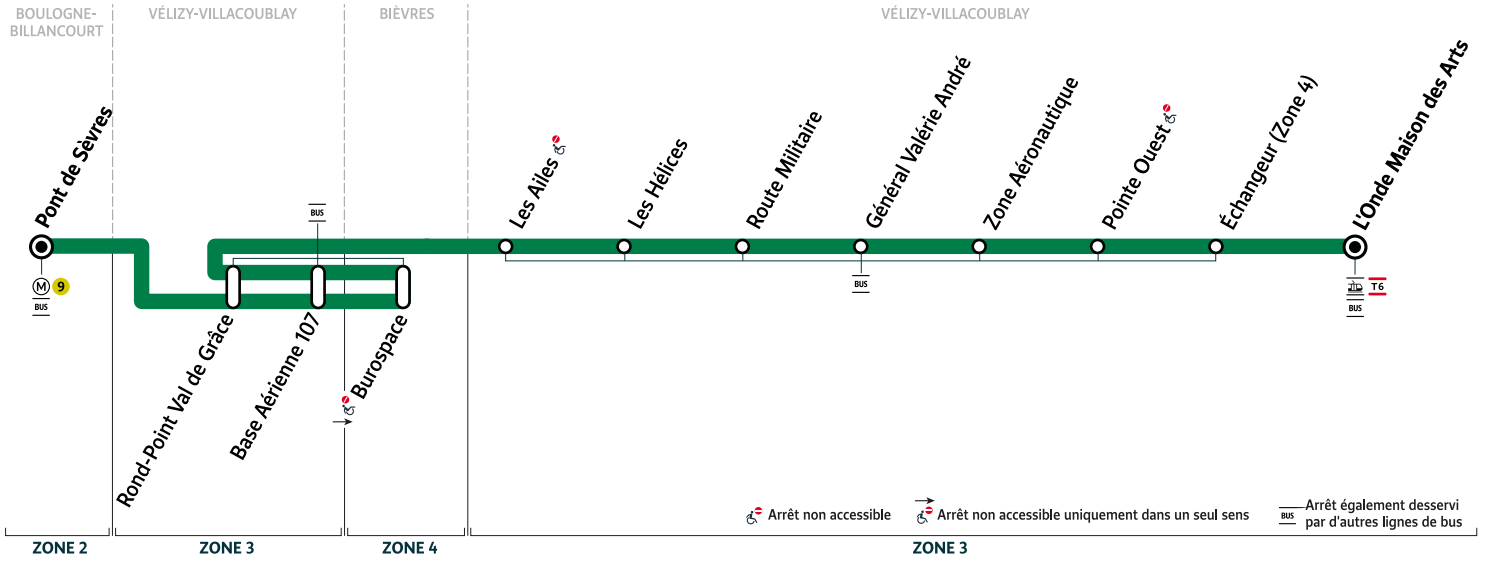 BOULOGNE-
BILLANCOURT
VÉLIZY-VILLACOUBLAY
BIÈVRES
VÉLIZY-VILLACOUBLAY
Pont de Sèvres
M 9
BUS
BUS
Rond-Point Val de Grâce
Base Aérienne 107
Burospace
Les Ailes
Les Hélices
Route Militaire
Général Valérie André
BUS
Zone Aéronautique
Pointe Ouest
Échangeur (Zone 4)
L'Onde Maison des Arts
T6
BUS
Arrêt non accessible
Arrêt non accessible uniquement dans un seul sens
BUS
Arrêt également desservi
par d'autres lignes de bus
ZONE 2
ZONE 3
ZONE 4
ZONE 3